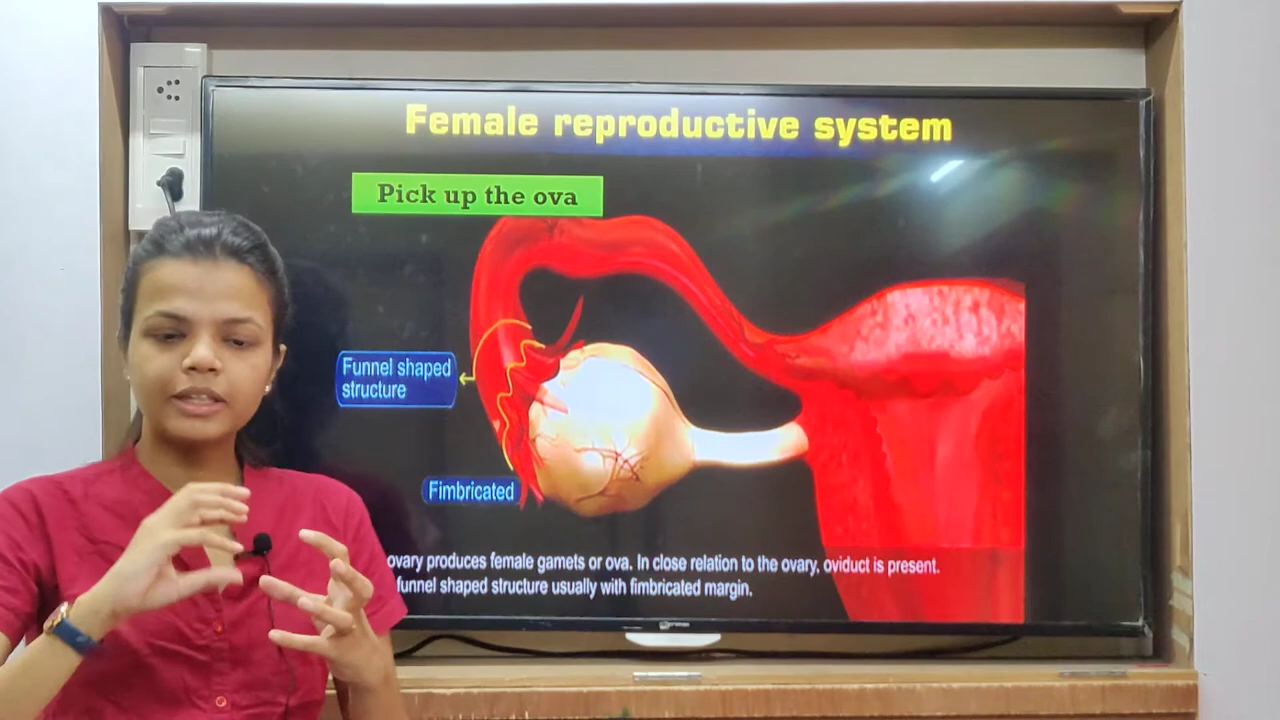 Female reproductive system
Pick up the ova
Funnel shaped
structure
Fimbricated
ovary produces female gamets or ova. In close relation to the ovary, oviduct is present.
funnel shaped structure usually with fimbricated margin.